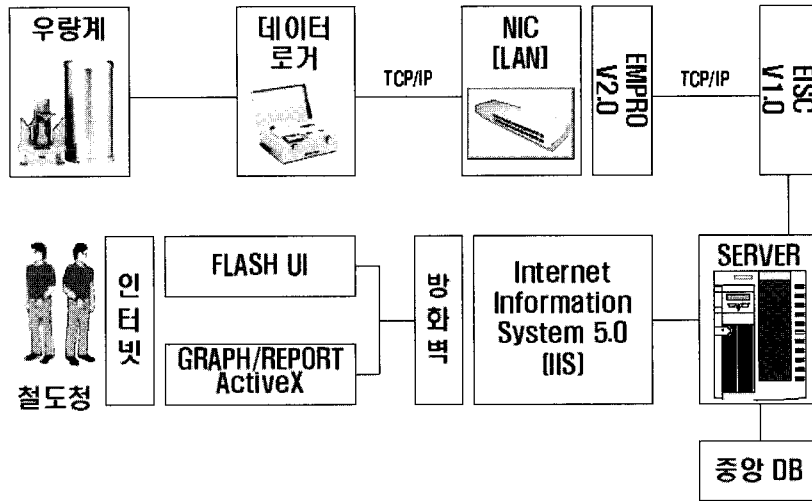 우량계
데이터
로거
TCP/IP
NIC
[LAN]
EMPRO
V2.0
TCP/IP
EISC
V1.0
철도청
인터넷
FLASH UI
GRAPH/REPORT
ActiveX
방화벽
Internet
Information
System 5.0
(IIS)
SERVER
중앙 DB